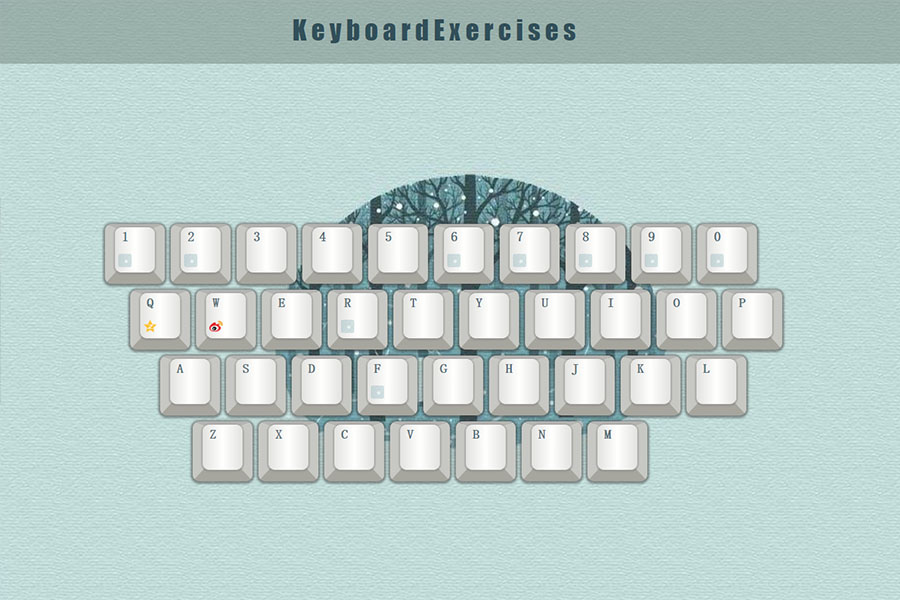 KeyboardExercises
1 2 3 4 5 6 7 8 9 0
Q W E R T Y U I O P
A S D F G H J K L
Z X C V B N M